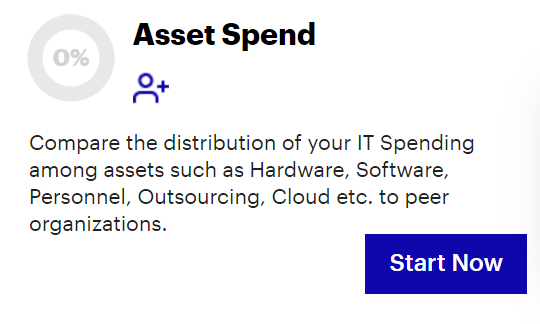 0%
Asset Spend
Compare the distribution of your IT Spending
among assets such as Hardware, Software,
Personnel, Outsourcing, Cloud etc. to peer
organizations.
Start Now